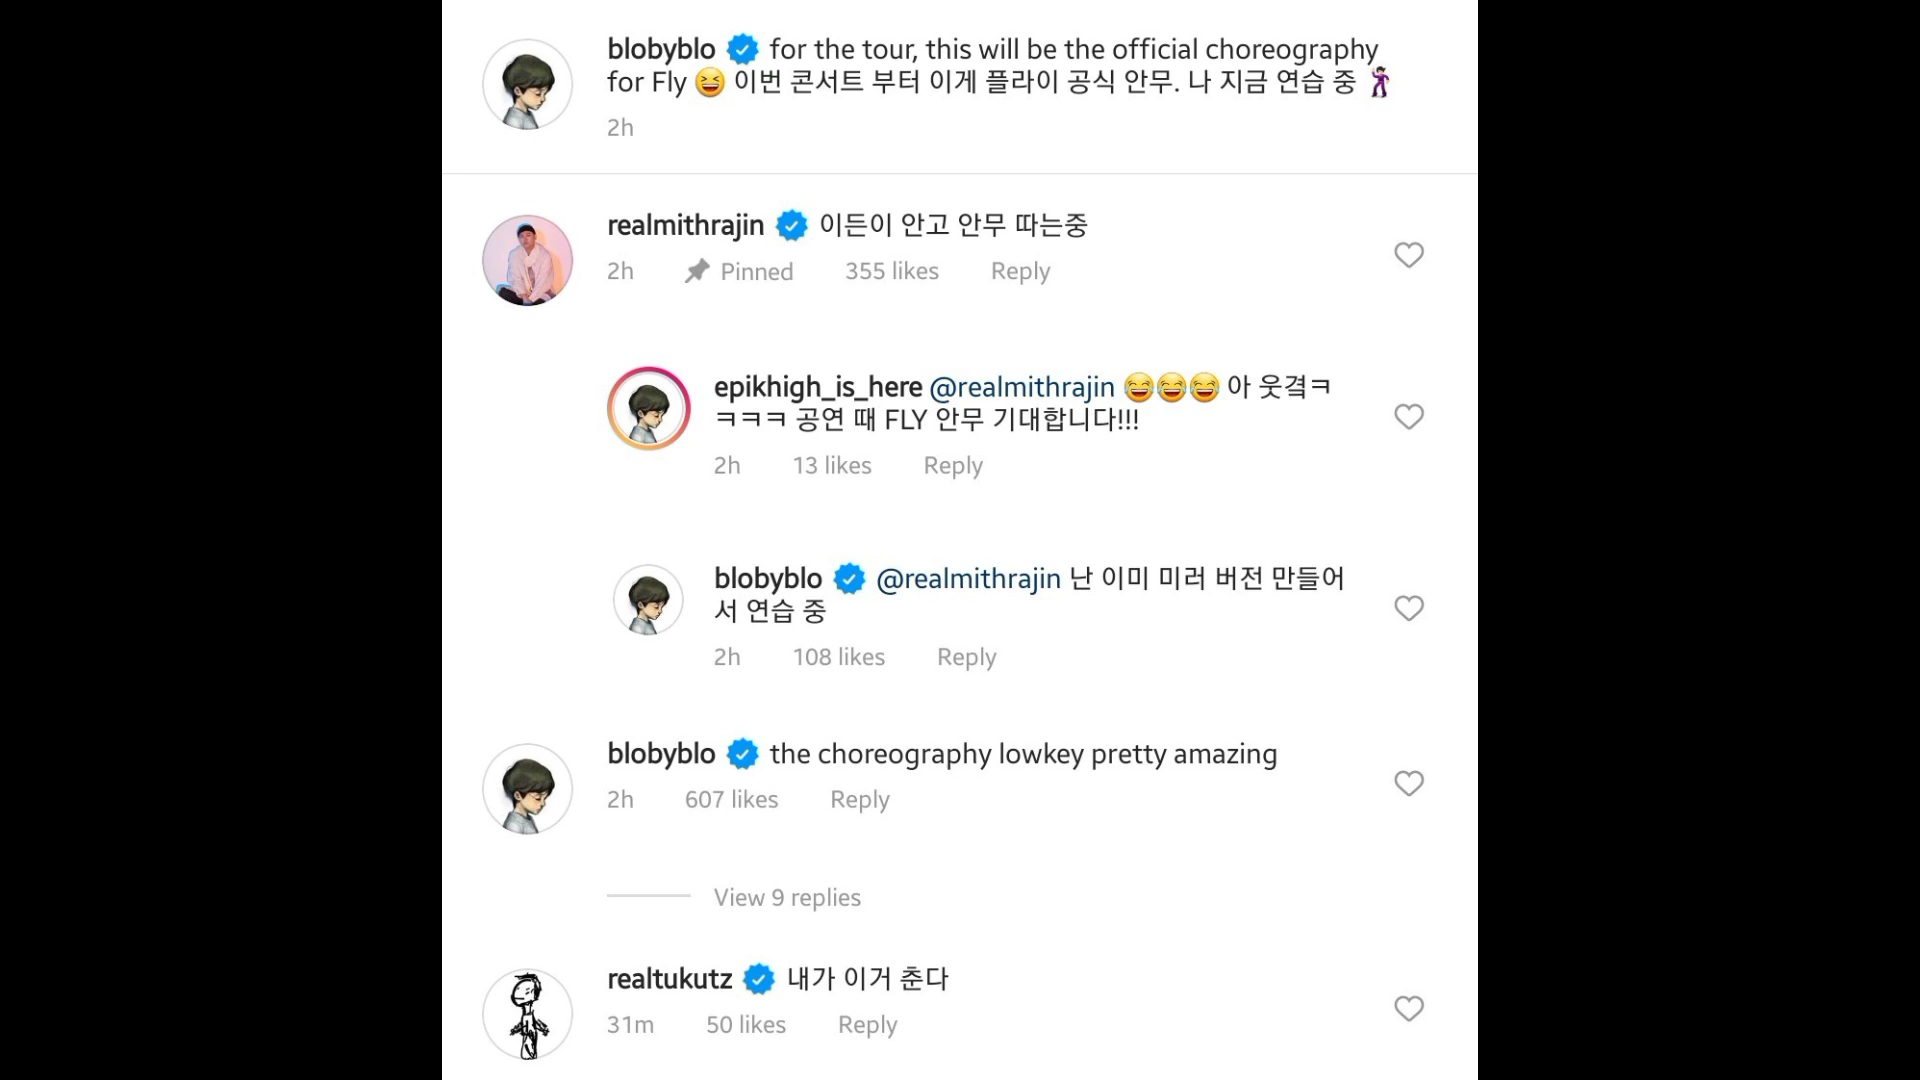 blobyblo for the tour, this will be the official choreography
for Fly 😆 이번 콘서트 부터 이게 플라이 공식 안무. 나 지금 연습 중 🕺🏻
2h
realmithrajin 이든이 안고 안무 따는중
2h Pinned 355 likes Reply
epikhigh_is_here @realmithrajin 😂😂😂 아 웃겤ㅋ
ㅋㅋㅋ 공연 때 FLY 안무 기대합니다!!!
2h 13 likes Reply
blobyblo @realmithrajin 난 이미 미러 버전 만들어
서 연습 중
2h 108 likes Reply
blobyblo the choreography lowkey pretty amazing
2h 607 likes Reply
View 9 replies
realtukutz 내가 이거 춘다
31m 50 likes Reply